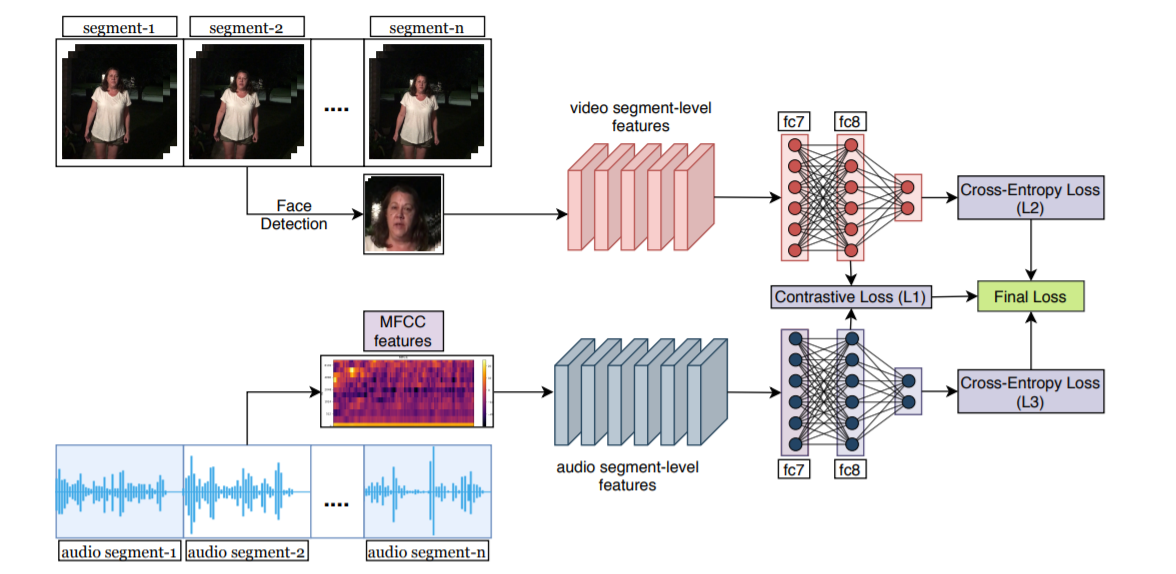 segment-1
segment-2
segment-n
....
Face
Detection
video segment-level
features
fc7
fc8
Cross-Entropy Loss
(L2)
Contrastive Loss (L1)
Final Loss
MFCC
features
audio segment-level
features
fc7
fc8
Cross-Entropy Loss
(L3)
....
audio segment-1
audio segment-2
audio segment-n